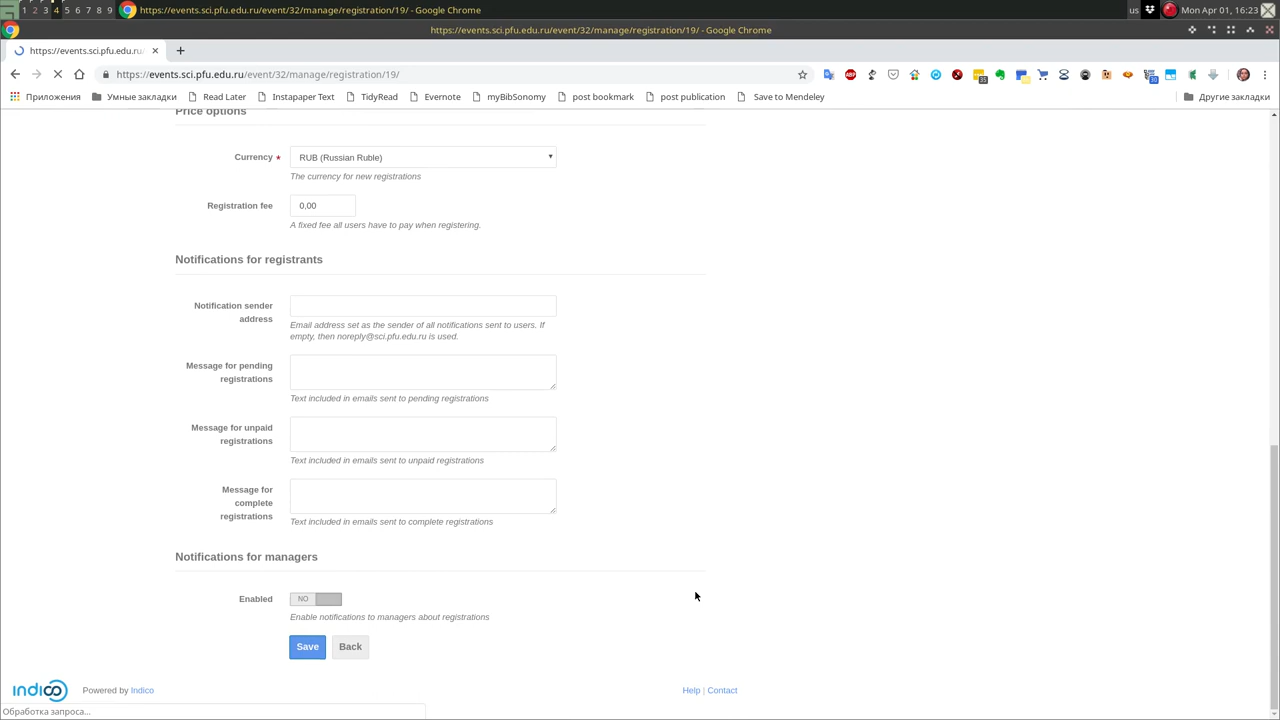 1 2 3 4 5 6 7 8 9 https://events.sci.pfu.edu.ru/event/32/manage/registration/19/ - Google Chrome us Mon Apr 01, 16:23
https://events.sci.pfu.edu.ru/event/32/manage/registration/19/ - Google Chrome
https://events.sci.pfu.edu.ru/
https://events.sci.pfu.edu.ru/event/32/manage/registration/19/
Приложения Умные закладки Read Later Instapaper Text TidyRead Evernote myBibSonomy post bookmark post publication Save to Mendeley Другие закладки
Price options
Currency * RUB (Russian Ruble)
The currency for new registrations
Registration fee 0,00
A fixed fee all users have to pay when registering.
Notifications for registrants
Notification sender
address
Email address set as the sender of all notifications sent to users. If
empty, then noreply@sci.pfu.edu.ru is used.
Message for pending
registrations
Text included in emails sent to pending registrations
Message for unpaid
registrations
Text included in emails sent to unpaid registrations
Message for
complete
registrations
Text included in emails sent to complete registrations
Notifications for managers
Enabled NO
Enable notifications to managers about registrations
Save Back
indico Powered by Indico Help | Contact
Обработка запроса...